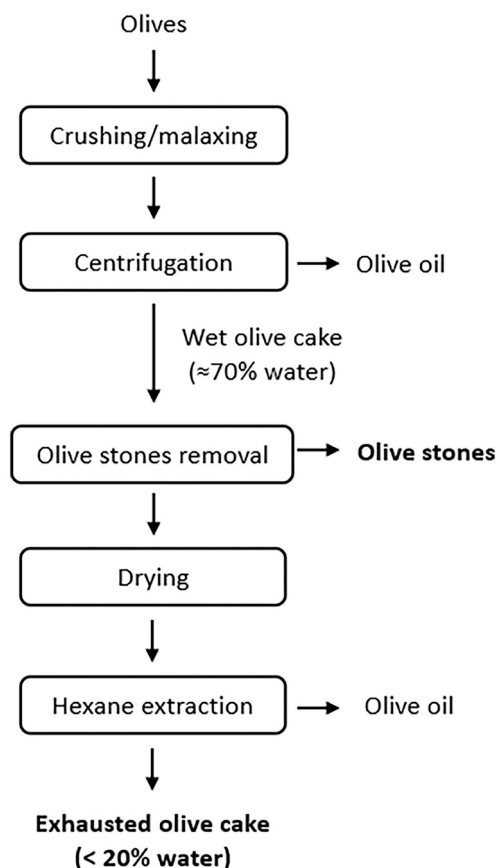 Olives
Crushing/malaxing
Centrifugation
Olive oil
Wet olive cake
(≈70% water)
Olive stones removal
Olive stones
Drying
Hexane extraction
Olive oil
Exhausted olive cake
(< 20% water)